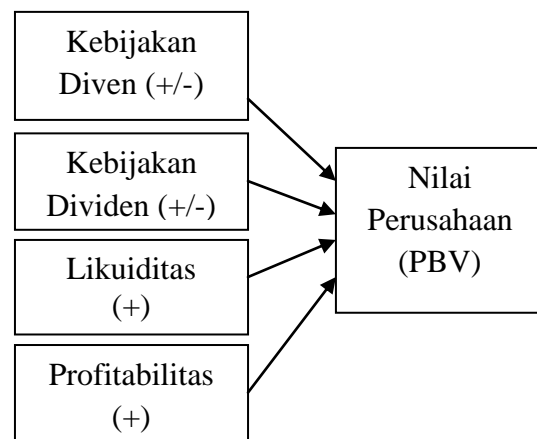 Kebijakan
Diven (+/-)
Kebijakan
Dividen (+/-)
Likuiditas
(+)
Profitabilitas
(+)
Nilai
Perusahaan
(PBV)